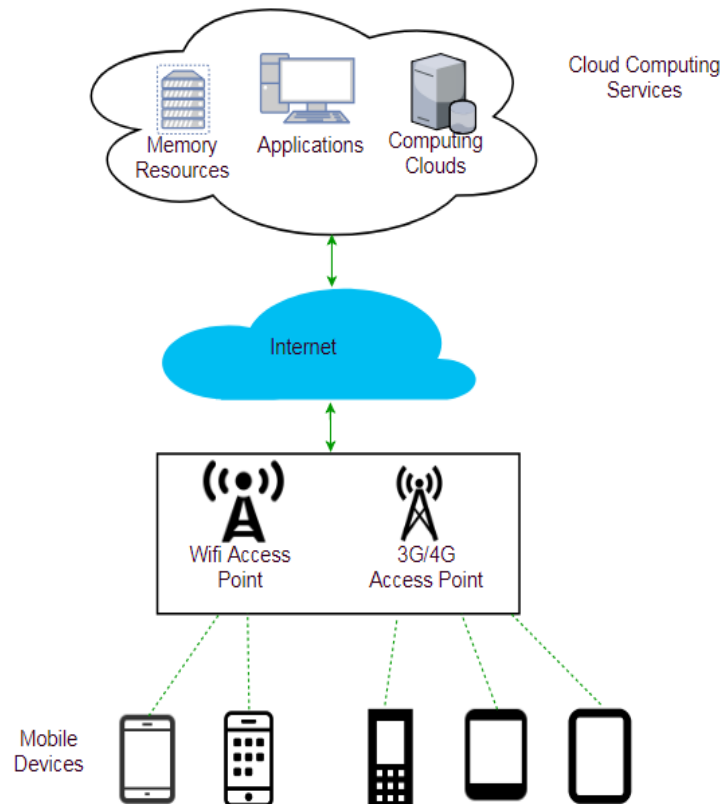 Cloud Computing
Services
Memory
Resources
Applications
Computing
Clouds
Internet
Wifi Access
Point
3G/4G
Access Point
Mobile
Devices